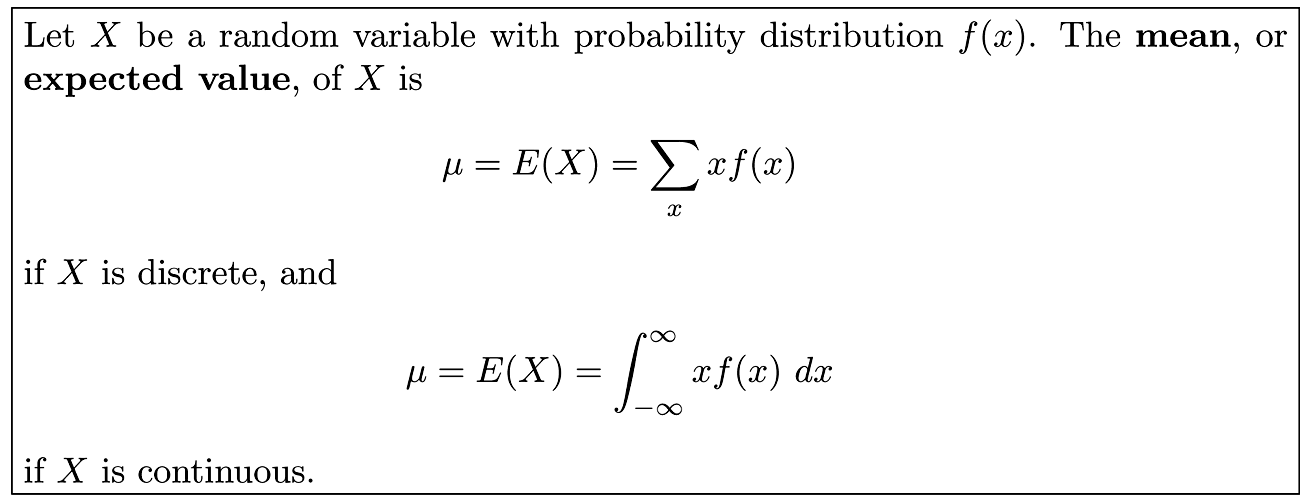 Let X be a random variable with probability distribution f(x). The mean, or
expected value, of X is
μ = E(X) = ∑_x xf(x)
if X is discrete, and
μ = E(X) = ∫_{-∞}^{∞} xf(x) dx
if X is continuous.